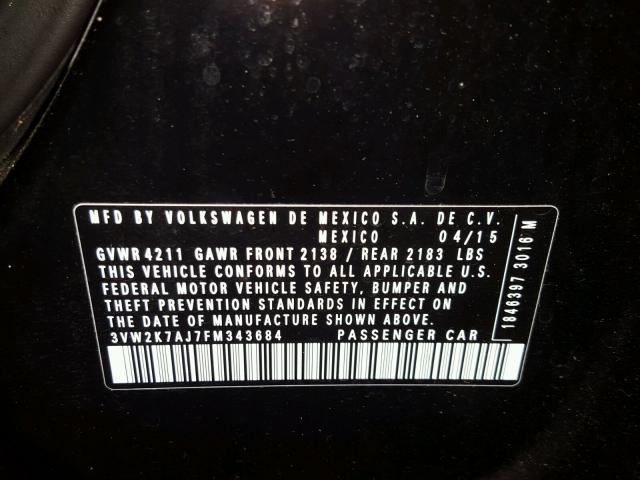 MFD BY VOLKSWAGEN DE MEXICO S.A. DE C.V.
MEXICO 04/15
GVWR 4211 GAWR FRONT 2138 / REAR 2183 LBS
THIS VEHICLE CONFORMS TO ALL APPLICABLE U.S.
FEDERAL MOTOR VEHICLE SAFETY, BUMPER AND
THEFT PREVENTION STANDARDS IN EFFECT ON
THE DATE OF MANUFACTURE SHOWN ABOVE.
3VW2K7AJ7FM343684 PASSENGER CAR
1846397 3016 M